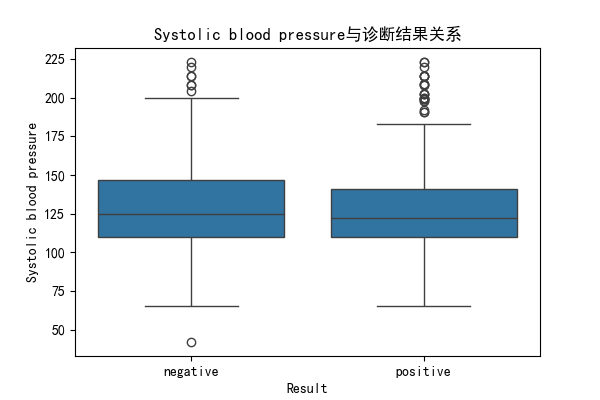 Systolic blood pressure与诊断结果关系
Systolic blood pressure
225
200
175
150
125
100
75
50
negative
positive
Result